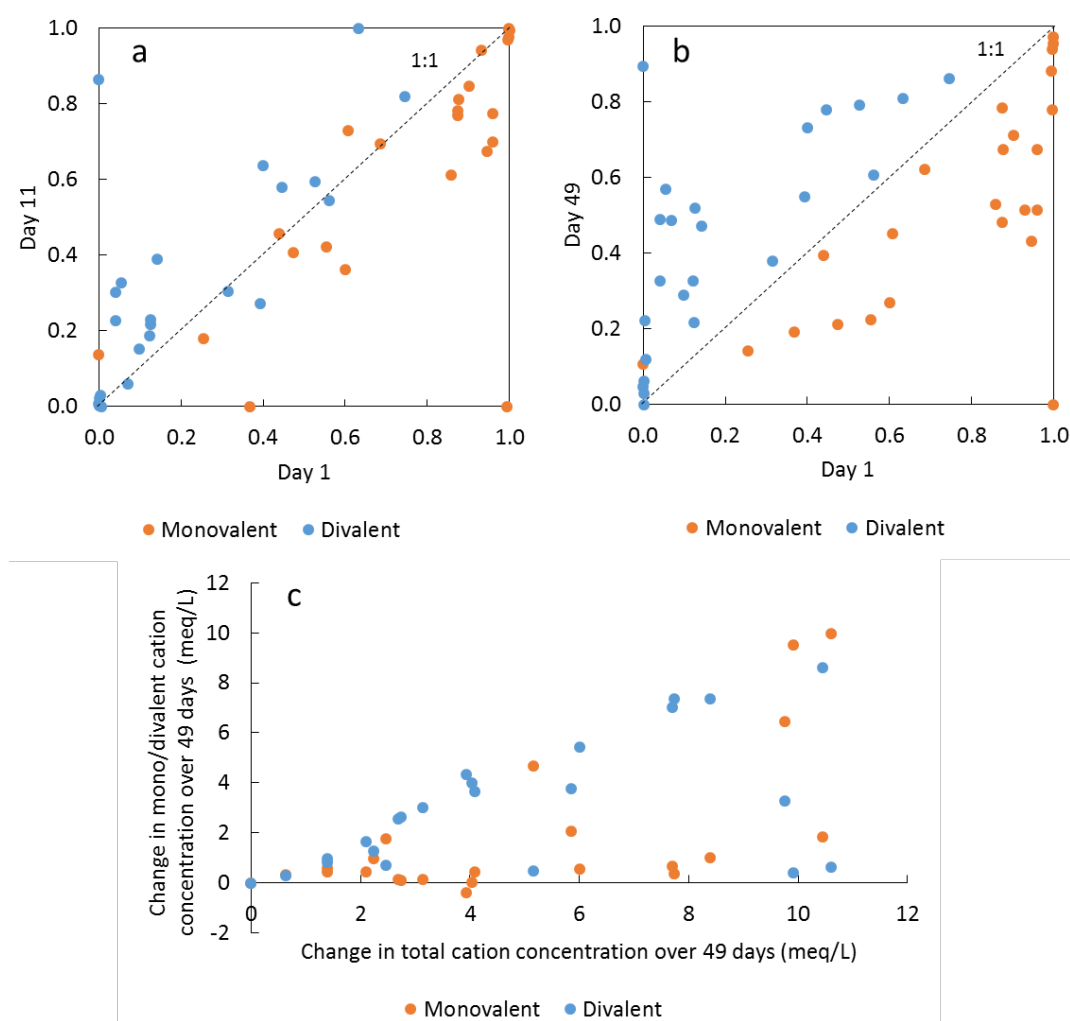 a
1:1
Day 11
1.0
0.8
0.6
0.4
0.2
0.0
0.0 0.2 0.4 0.6 0.8 1.0
Day 1
Monovalent Divalent
b
1:1
Day 49
1.0
0.8
0.6
0.4
0.2
0.0
0.0 0.2 0.4 0.6 0.8 1.0
Day 1
Monovalent Divalent
c
Change in mono/divalent cation
concentration over 49 days (meq/L)
12
10
8
6
4
2
0
-2
0 2 4 6 8 10 12
Change in total cation concentration over 49 days (meq/L)
Monovalent Divalent